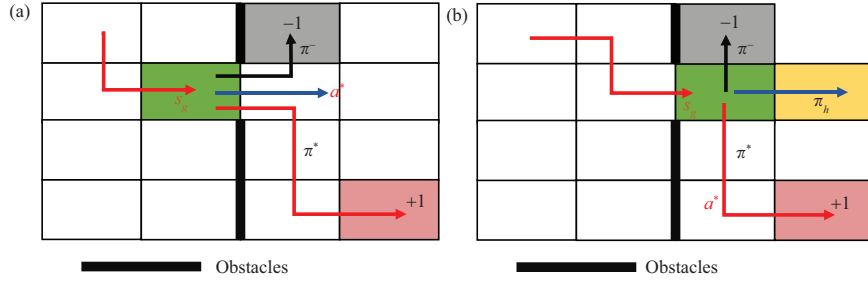 (a)
−1
π⁻
s_g
a*
π*
+1
Obstacles
(b)
−1
π⁻
s_g
π_h
π*
a*
+1
Obstacles